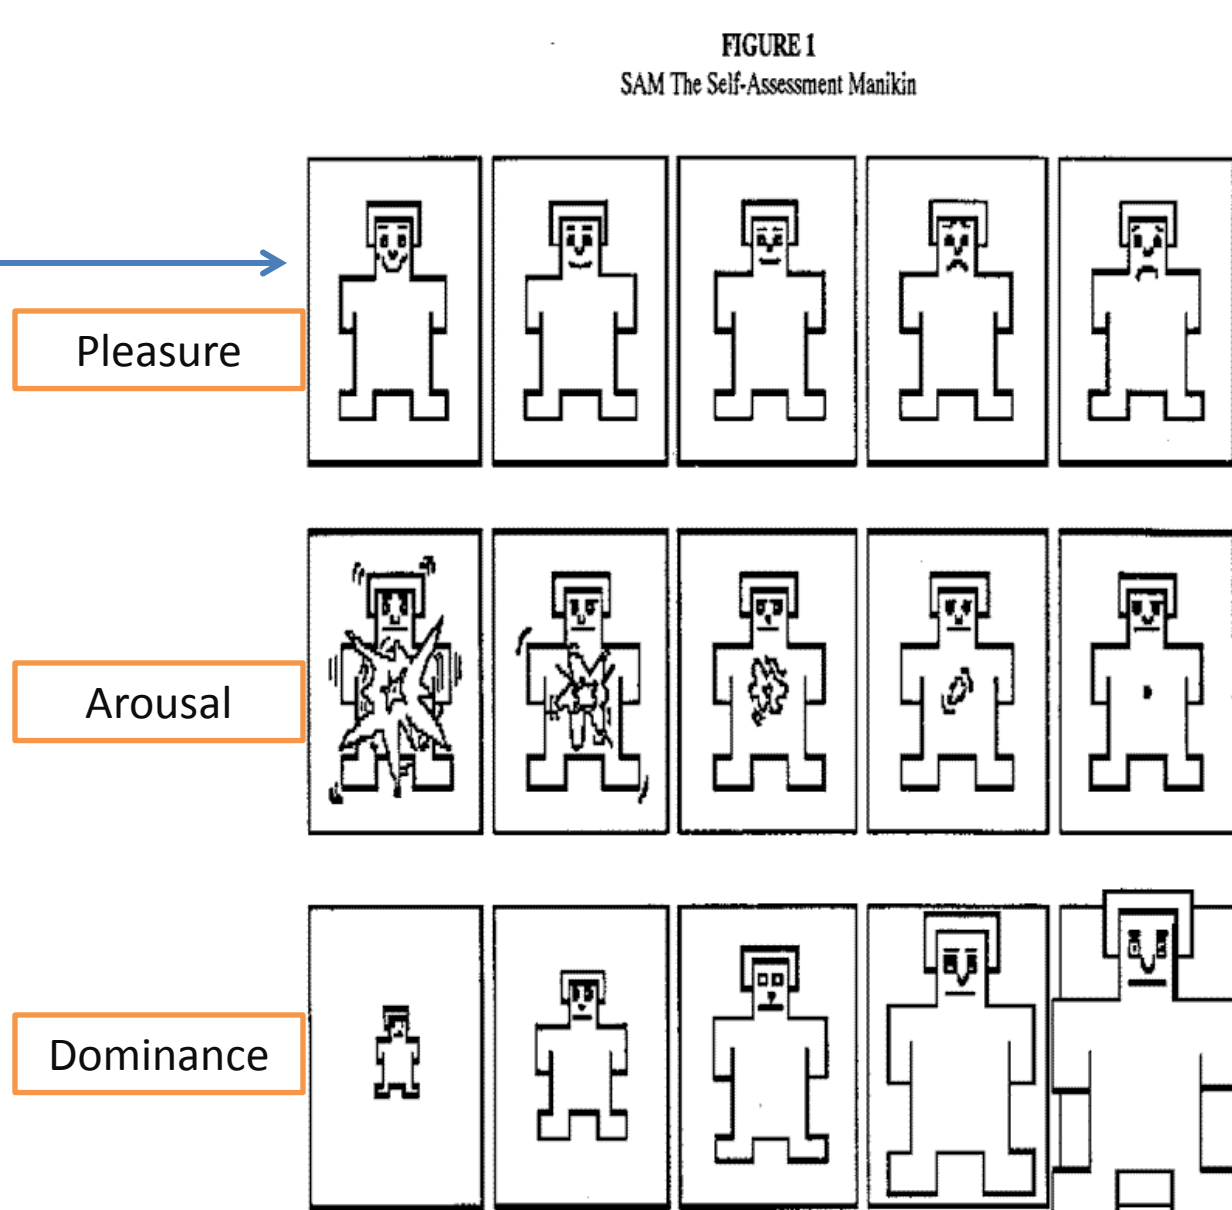 FIGURE 1
SAM The Self-Assessment Manikin
Pleasure
Arousal
Dominance